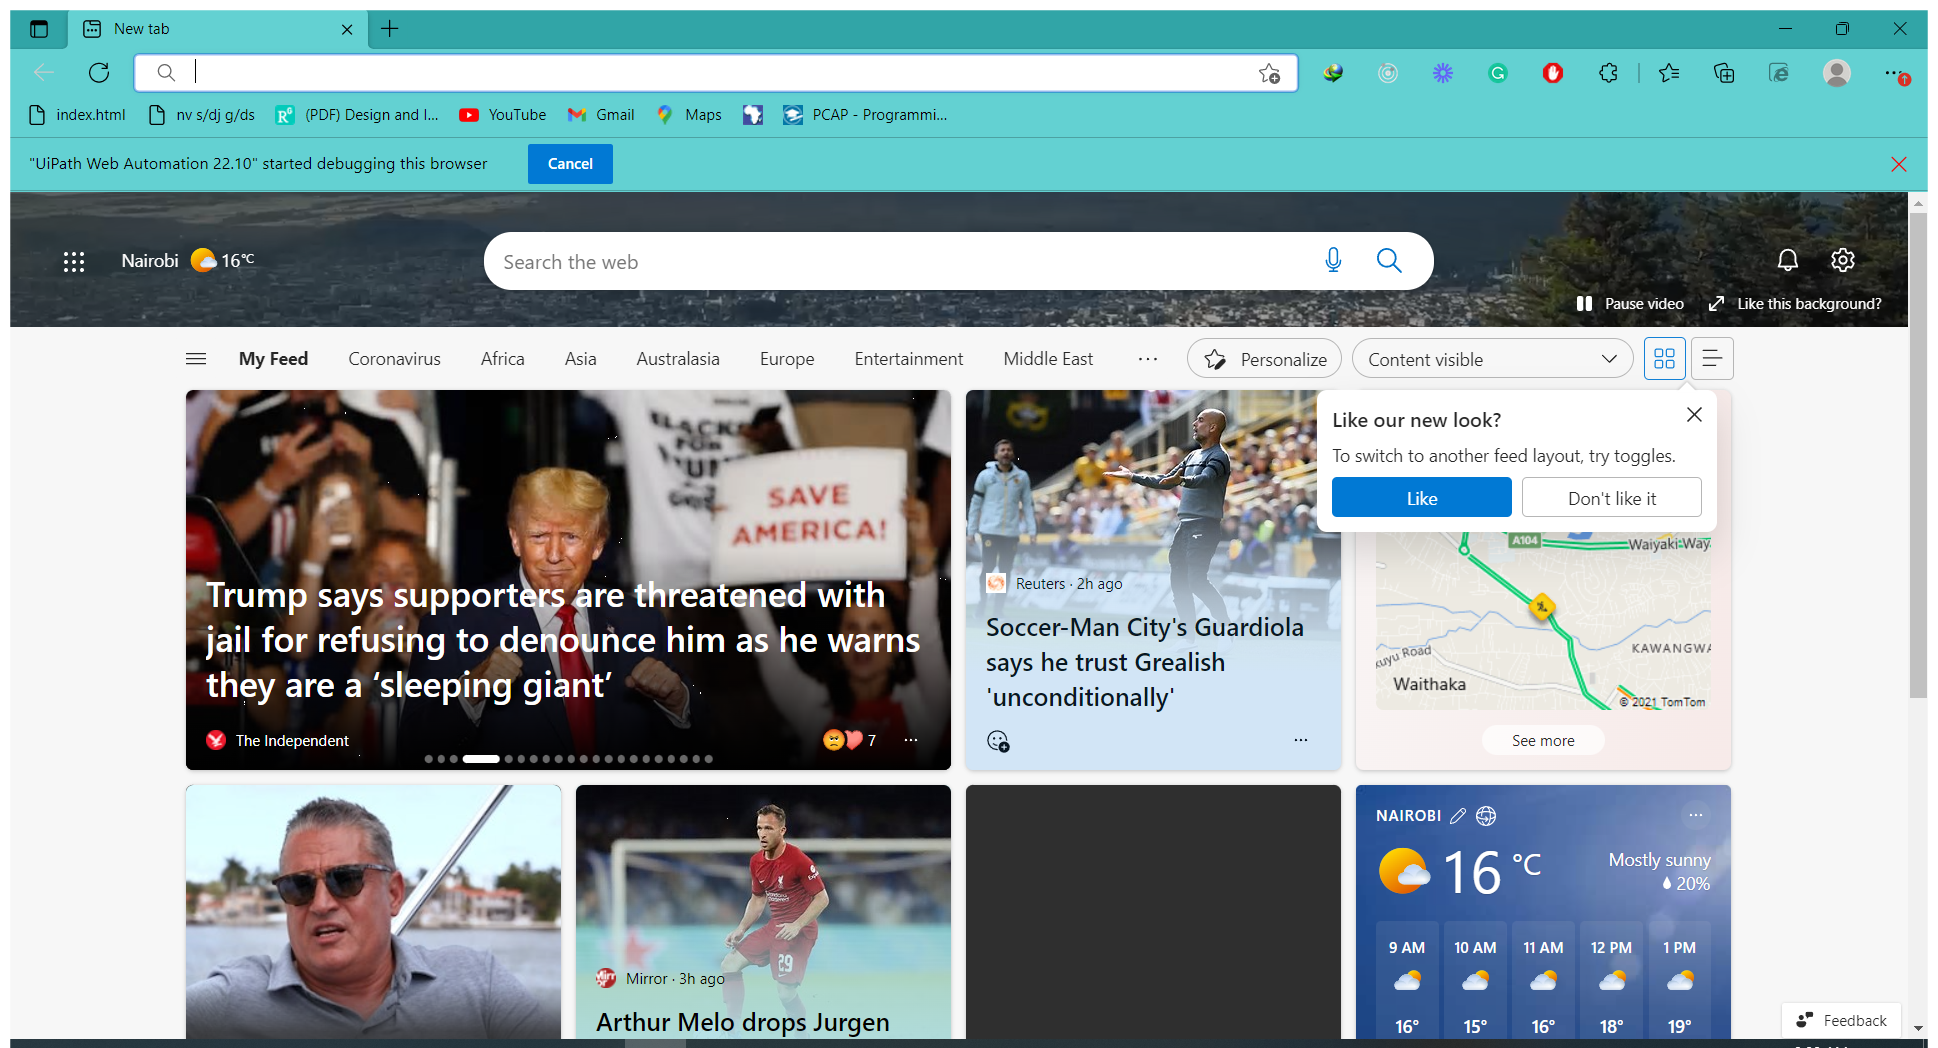 New tab
index.html
nv s/dj g/ds
(PDF) Design and I...
YouTube
Gmail
Maps
PCAP - Programmi...
"UiPath Web Automation 22.10" started debugging this browser
Cancel
Nairobi 16°C
Search the web
Pause video
Like this background?
My Feed
Coronavirus
Africa
Asia
Australasia
Europe
Entertainment
Middle East
Personalize
Content visible
SAVE
AMERICA!
Trump says supporters are threatened with
jail for refusing to denounce him as he warns
they are a ‘sleeping giant’
The Independent
7
Reuters · 2h ago
Soccer-Man City's Guardiola
says he trust Grealish
'unconditionally'
Like our new look?
To switch to another feed layout, try toggles.
Like
Don't like it
A104
Waiyaki Way
KAWANGWA
kuyu Road
Waithaka
© 2021 TomTom
See more
Mirror · 3h ago
29
Arthur Melo drops Jurgen
NAIROBI
16 °C
Mostly sunny
20%
9 AM 10 AM 11 AM 12 PM 1 PM
16° 15° 16° 18° 19°
Feedback